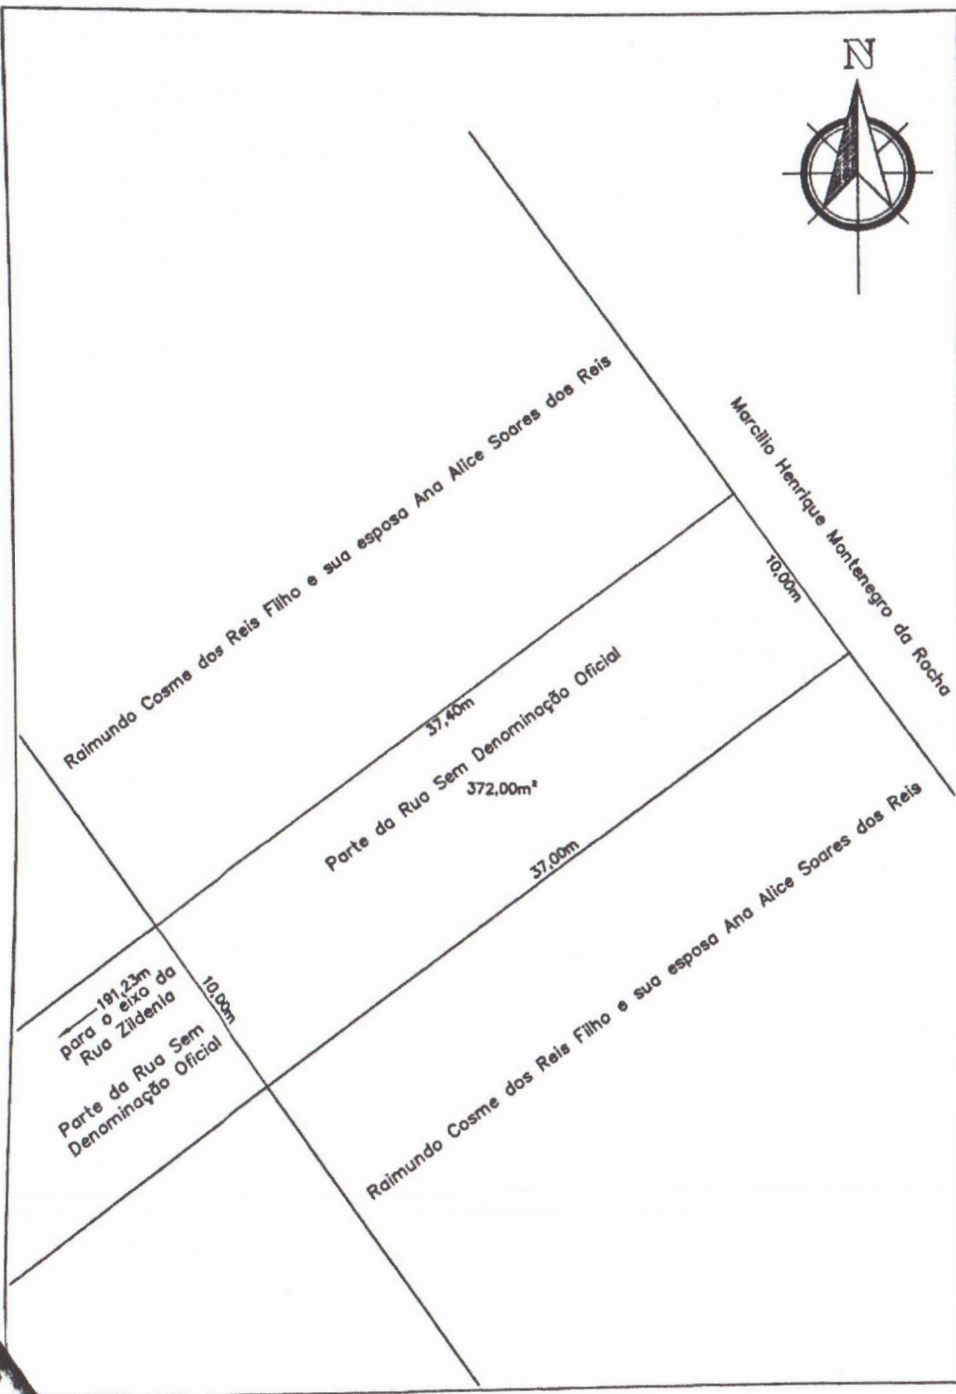 N
Raimundo Cosme dos Reis Filho e sua esposa Ana Alice Soares dos Reis
Marcilio Henrique Montenegro da Rocha
10,00m
37,40m
Parte da Rua Sem Denominação Oficial
372,00m²
37,00m
191,23m
para o eixo da
Rua Zildenia
10,00m
Parte da Rua Sem
Denominação Oficial
Raimundo Cosme dos Reis Filho e sua esposa Ana Alice Soares dos Reis